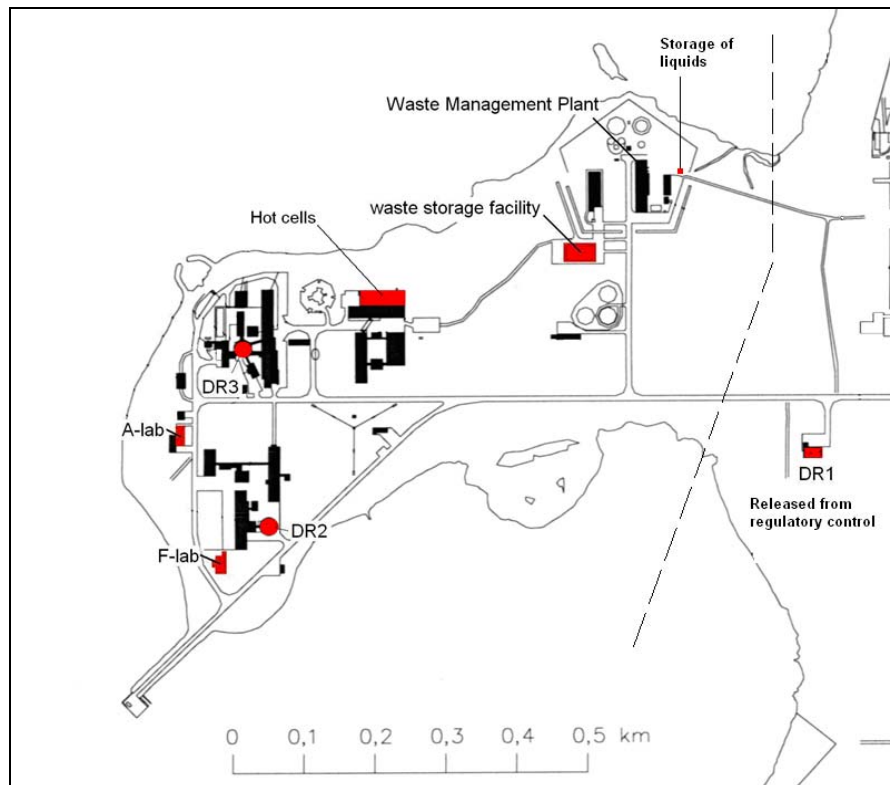 Storage of
liquids
Waste Management Plant
waste storage facility
Hot cells
DR3
A-lab
DR1
Released from
regulatory control
DR2
F-lab
0 0,1 0,2 0,3 0,4 0,5 km